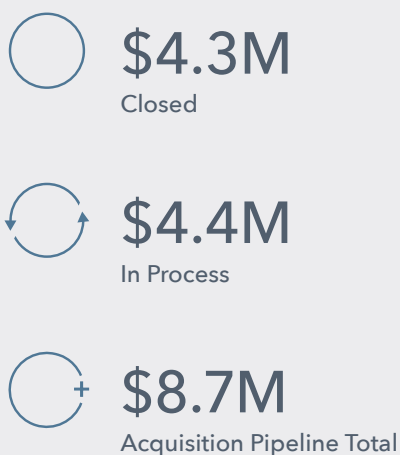 $4.3M
Closed
$4.4M
In Process
$8.7M
Acquisition Pipeline Total